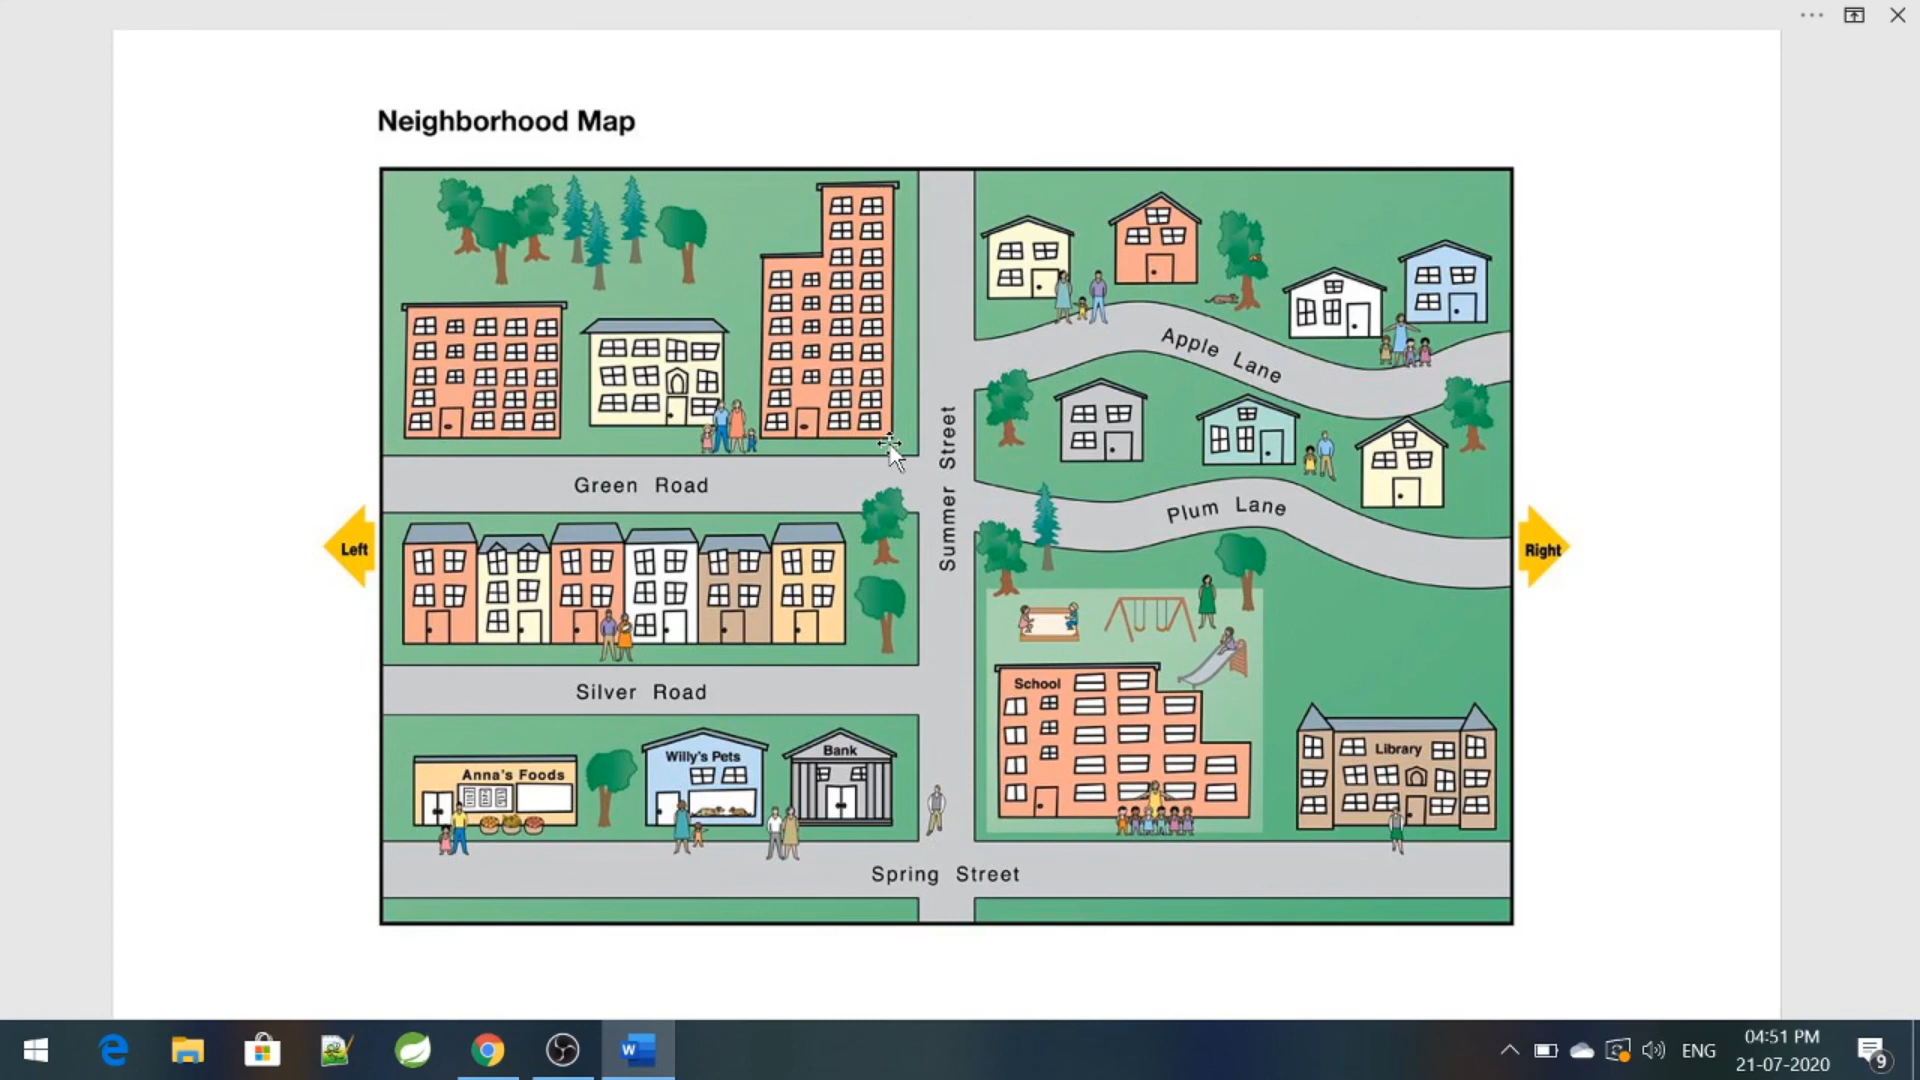 Neighborhood Map
Apple Lane
Summer Street
Green Road
Plum Lane
Left
Right
School
Silver Road
Library
Bank
Willy's Pets
Anna's Foods
Spring Street
W
ENG
04:51 PM
21-07-2020
9